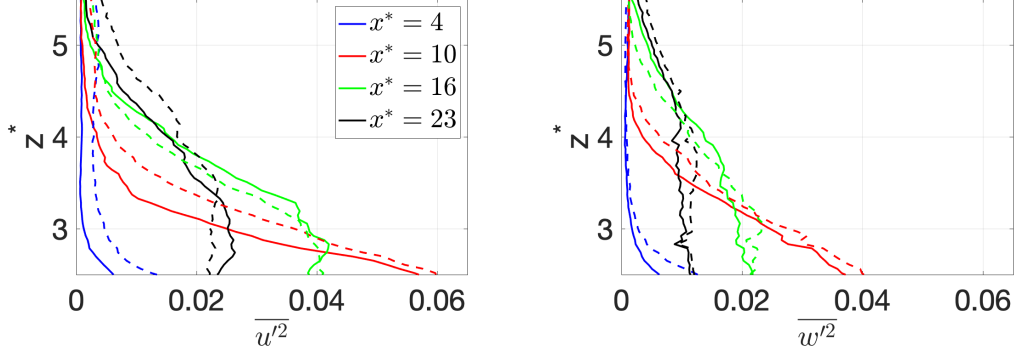 5
4
3
z*
0
0.02
0.04
0.06
u′²
x* = 4
x* = 10
x* = 16
x* = 23
5
4
3
z*
0
0.02
0.04
0.06
w′²